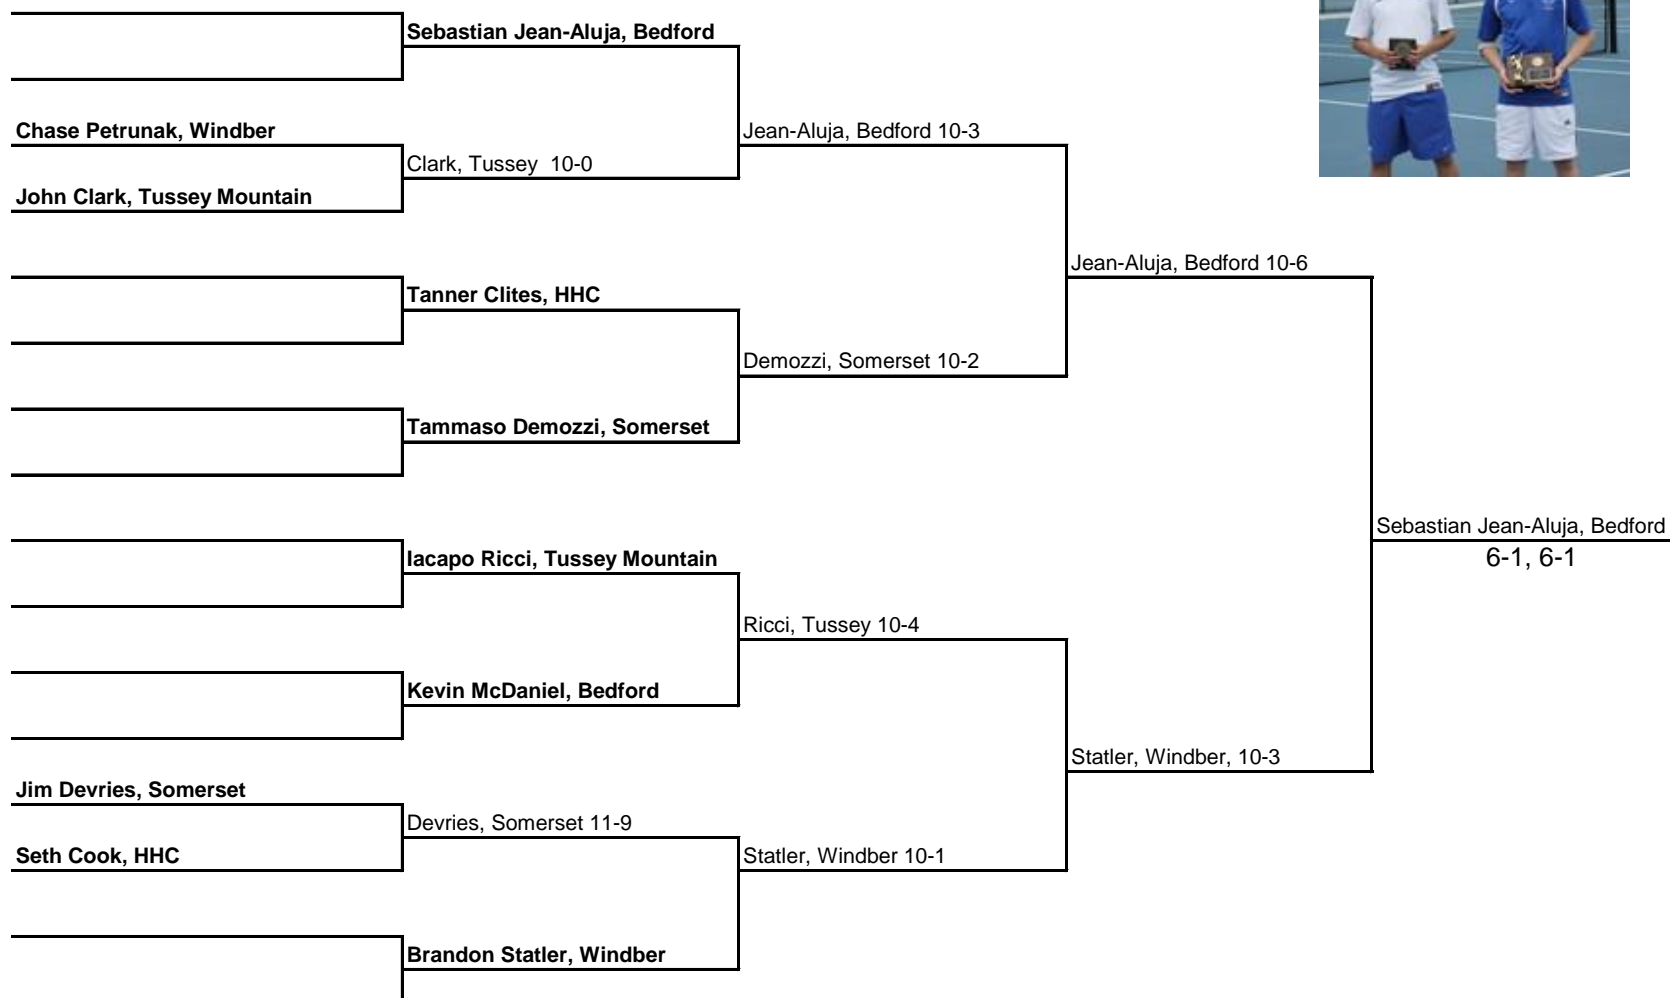 Sebastian Jean-Aluja, Bedford
Chase Petrunak, Windber
Jean-Aluja, Bedford 10-3
Clark, Tussey  10-0
John Clark, Tussey Mountain
Jean-Aluja, Bedford 10-6
Tanner Clites, HHC
Demozzi, Somerset 10-2
Tammaso Demozzi, Somerset
Sebastian Jean-Aluja, Bedford
6-1, 6-1
Iacapo Ricci, Tussey Mountain
Ricci, Tussey 10-4
Kevin McDaniel, Bedford
Statler, Windber, 10-3
Jim Devries, Somerset
Devries, Somerset 11-9
Seth Cook, HHC
Statler, Windber 10-1
Brandon Statler, Windber